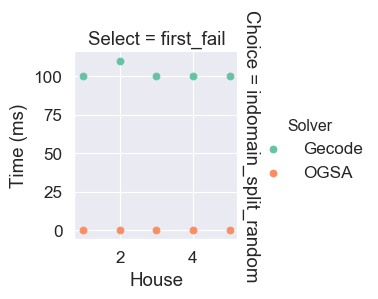 Select = first_fail
Choice = indomain_split_random
Time (ms)
100
75
50
25
0
2 4
House
Solver
Gecode
OGSA